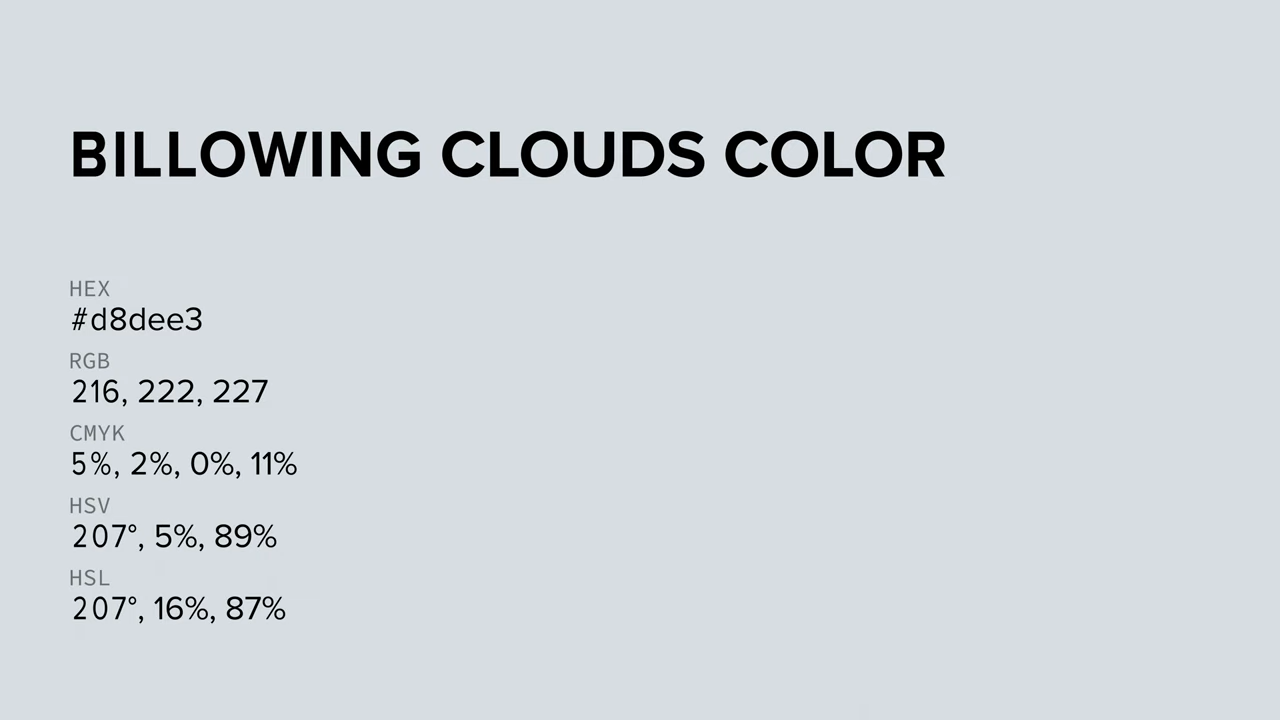 BILLOWING CLOUDS COLOR
HEX
#d8dee3
RGB
216, 222, 227
CMYK
5%, 2%, 0%, 11%
HSV
207°, 5%, 89%
HSL
207°, 16%, 87%